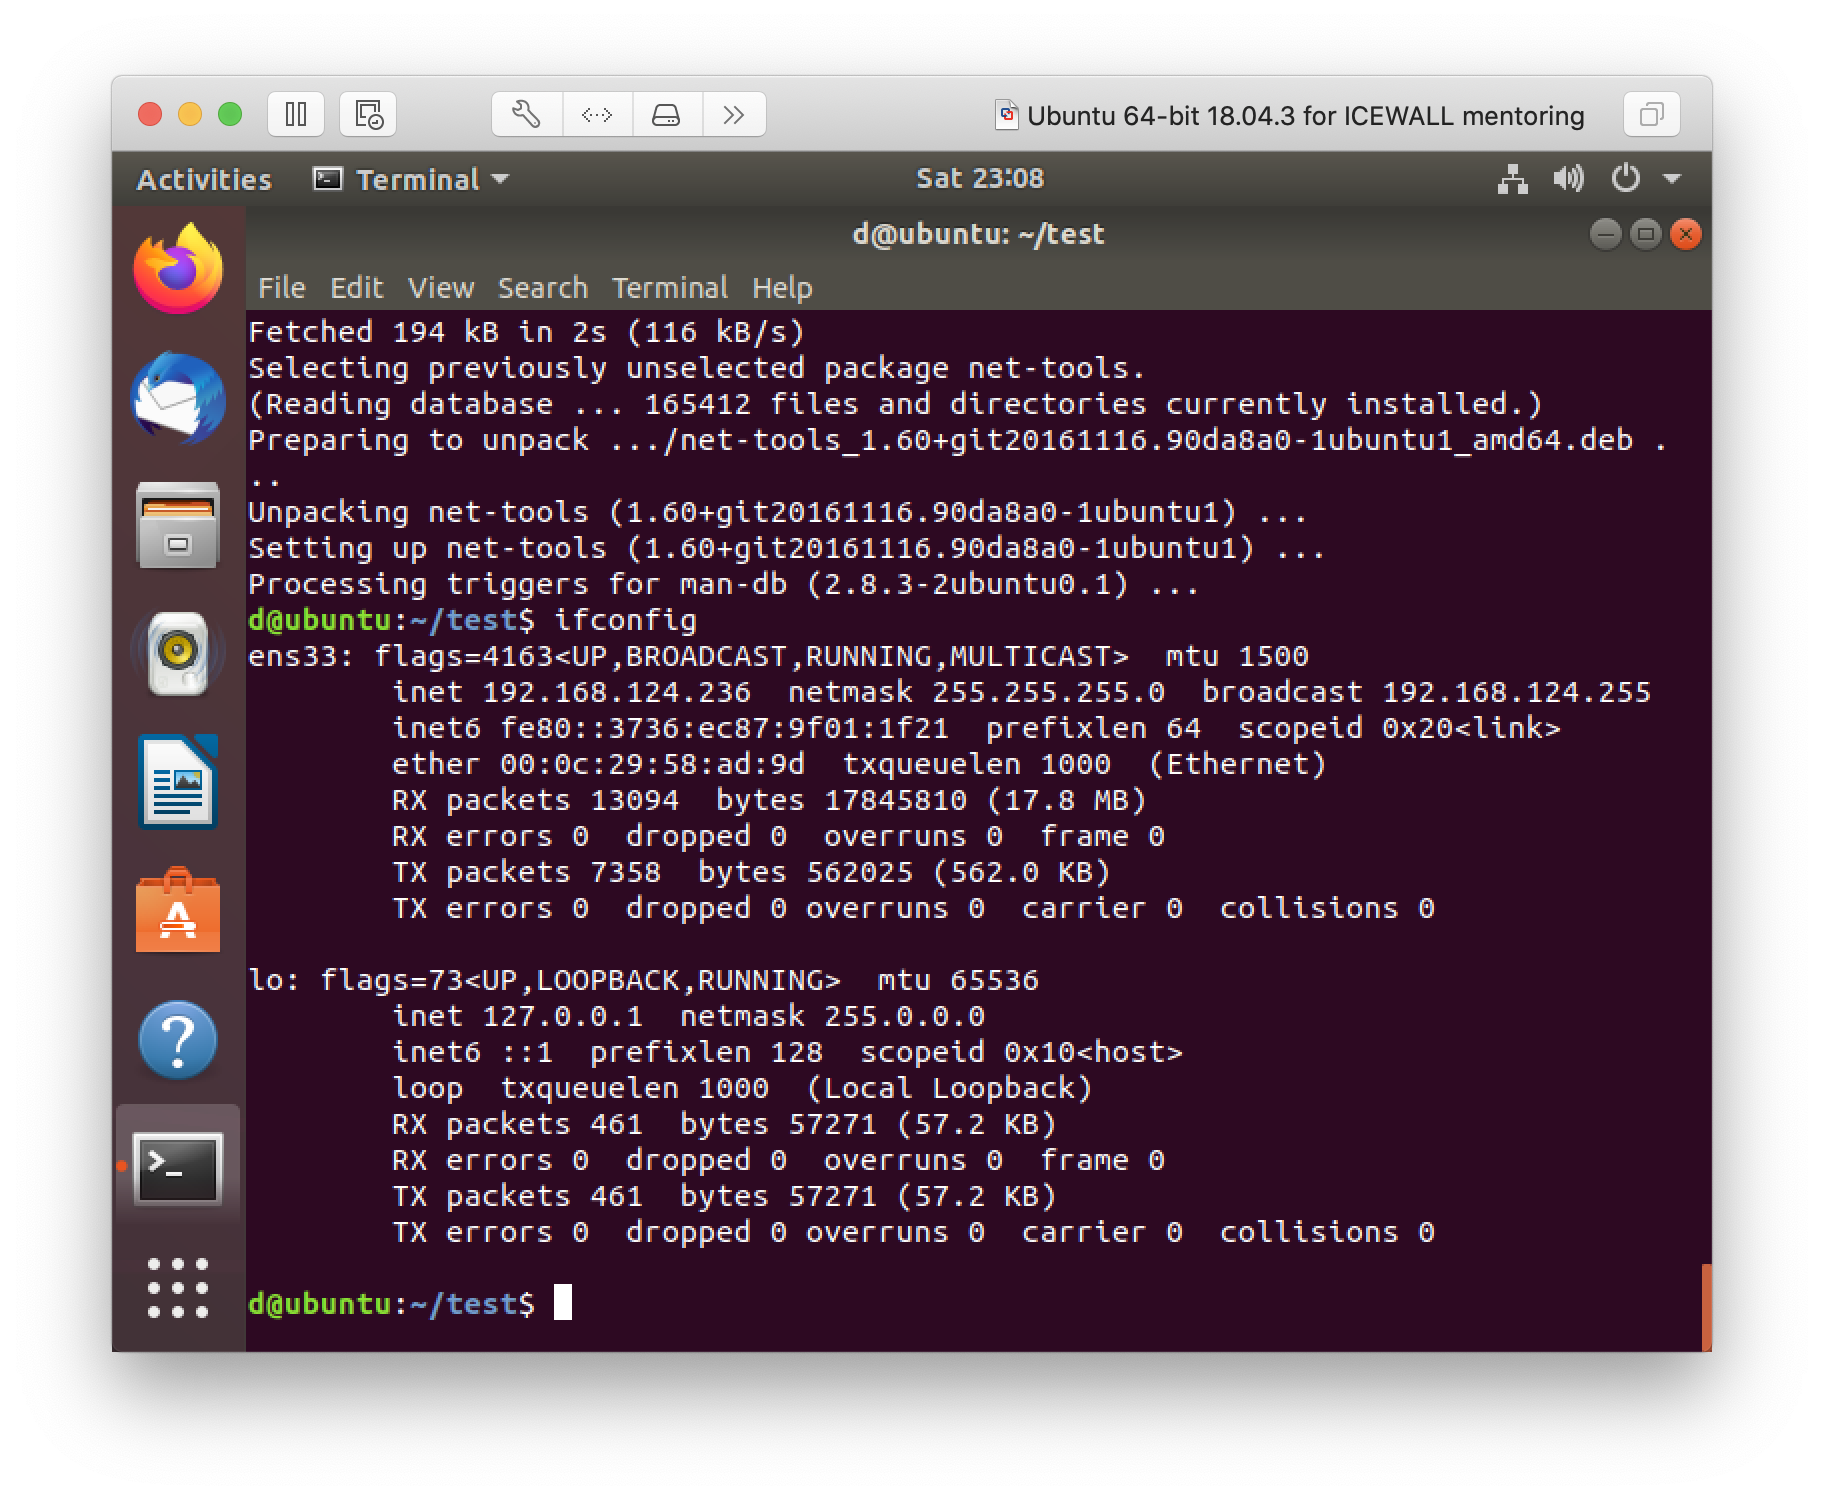 Ubuntu 64-bit 18.04.3 for ICEWALL mentoring
Activities Terminal Sat 23:08
d@ubuntu: ~/test
File Edit View Search Terminal Help
Fetched 194 kB in 2s (116 kB/s)
Selecting previously unselected package net-tools.
(Reading database ... 165412 files and directories currently installed.)
Preparing to unpack .../net-tools_1.60+git20161116.90da8a0-1ubuntu1_amd64.deb .
..
Unpacking net-tools (1.60+git20161116.90da8a0-1ubuntu1) ...
Setting up net-tools (1.60+git20161116.90da8a0-1ubuntu1) ...
Processing triggers for man-db (2.8.3-2ubuntu0.1) ...
d@ubuntu:~/test$ ifconfig
ens33: flags=4163<UP,BROADCAST,RUNNING,MULTICAST>  mtu 1500
        inet 192.168.124.236  netmask 255.255.255.0  broadcast 192.168.124.255
        inet6 fe80::3736:ec87:9f01:1f21  prefixlen 64  scopeid 0x20<link>
        ether 00:0c:29:58:ad:9d  txqueuelen 1000  (Ethernet)
        RX packets 13094  bytes 17845810 (17.8 MB)
        RX errors 0  dropped 0  overruns 0  frame 0
        TX packets 7358  bytes 562025 (562.0 KB)
        TX errors 0  dropped 0 overruns 0  carrier 0  collisions 0

lo: flags=73<UP,LOOPBACK,RUNNING>  mtu 65536
        inet 127.0.0.1  netmask 255.0.0.0
        inet6 ::1  prefixlen 128  scopeid 0x10<host>
        loop  txqueuelen 1000  (Local Loopback)
        RX packets 461  bytes 57271 (57.2 KB)
        RX errors 0  dropped 0  overruns 0  frame 0
        TX packets 461  bytes 57271 (57.2 KB)
        TX errors 0  dropped 0 overruns 0  carrier 0  collisions 0

d@ubuntu:~/test$